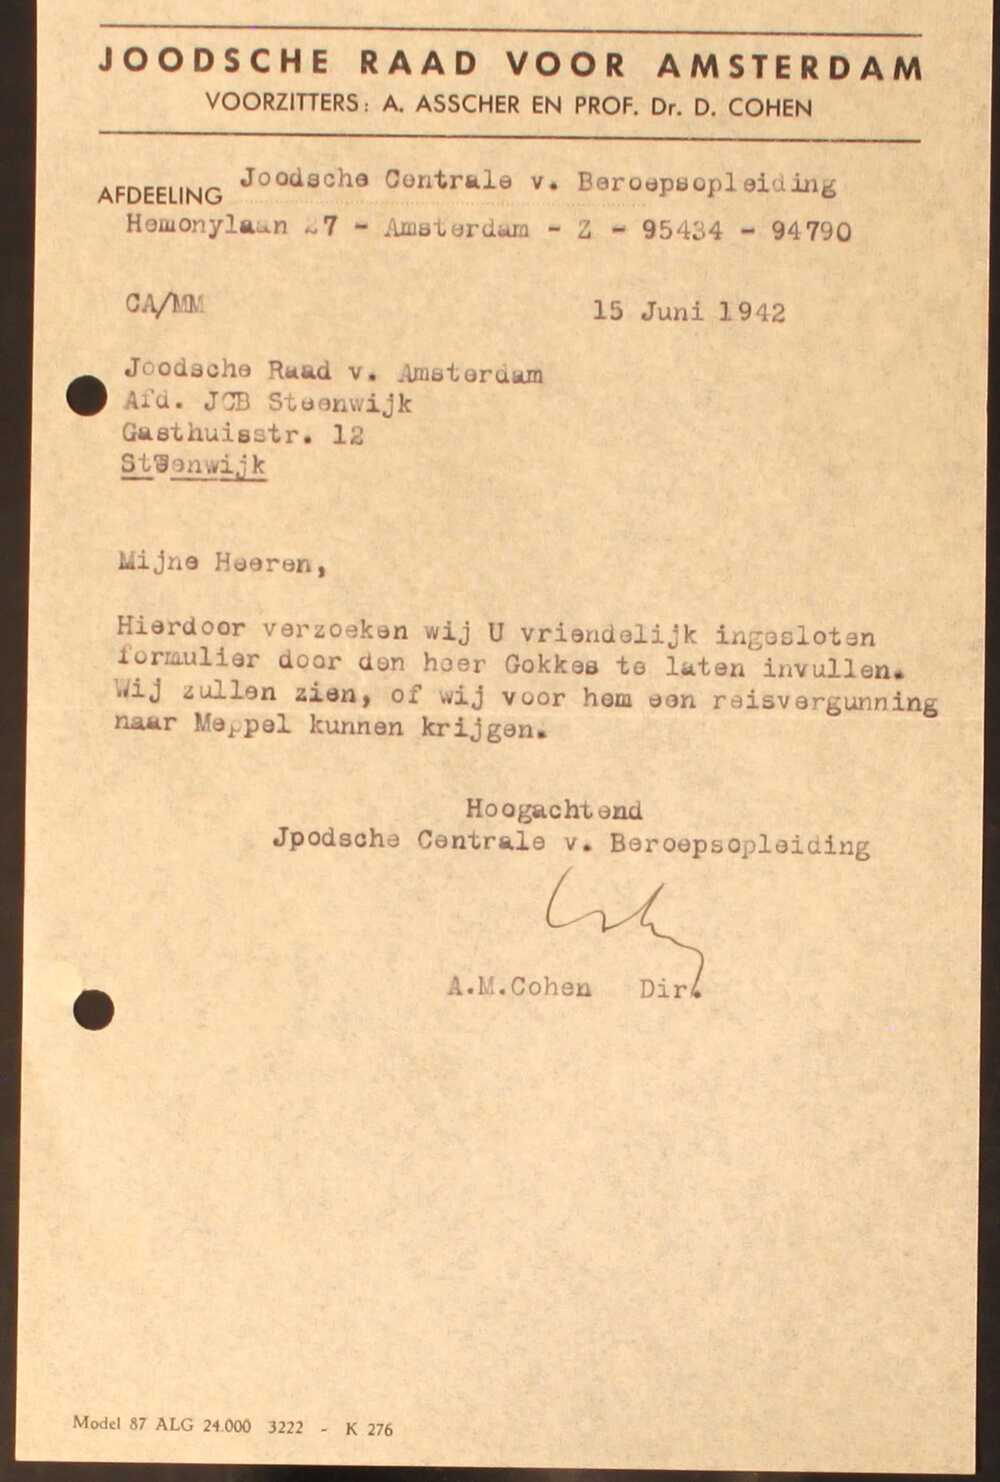 JOODSCHE RAAD VOOR AMSTERDAM
VOORZITTERS: A. ASSCHER EN PROF. Dr. D. COHEN
AFDEELING Joodsche Centrale v. Beroepsopleiding
Hemonylaan 27 - Amsterdam - Z - 95434 - 94790
CA/MM 15 Juni 1942
Joodsche Raad v. Amsterdam
Afd. JCB Steenwijk
Gasthuisstr. 12
Steenwijk
Mijne Heeren,
Hierdoor verzoeken wij U vriendelijk ingesloten
formulier door den heer Gokkes te laten invullen.
Wij zullen zien, of wij voor hem een reisvergunning
naar Meppel kunnen krijgen.
Hoogachtend
Jpodsche Centrale v. Beroepsopleiding
A.M.Cohen Dir.
Model 87 ALG 24.000 3222 - K 276